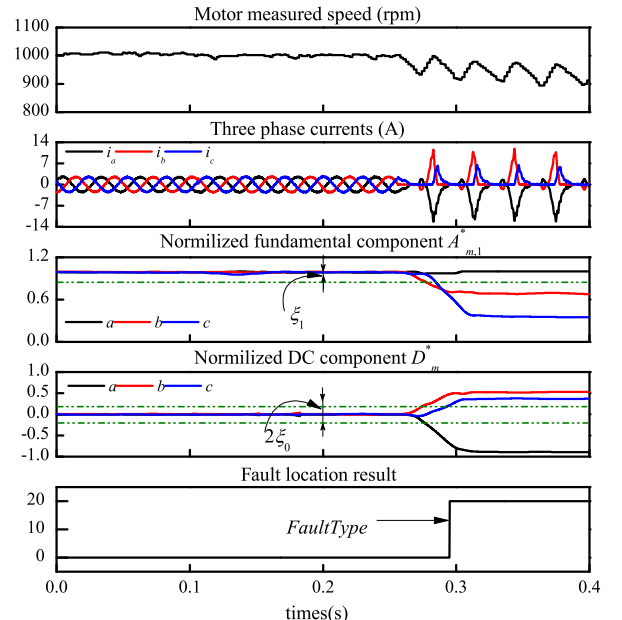 Motor measured speed (rpm)
1100
1000
900
800
Three phase currents (A)
14
7
0
-7
-14
i_a i_b i_c
Normilized fundamental component A*_m,1
1.2
0.6
0.0
ξ_1
a b c
Normilized DC component D*_m
1.0
0.5
0.0
-0.5
-1.0
a b c
2ξ_0
Fault location result
20
10
0
FaultType
0.0 0.1 0.2 0.3 0.4
times(s)